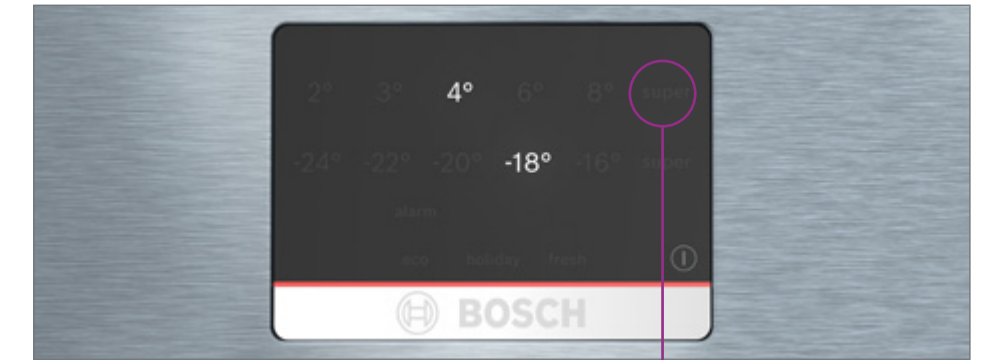 2° 3° 4° 6° 8° super
-24° -22° -20° -18° -16° super
alarm
eco holiday fresh
BOSCH